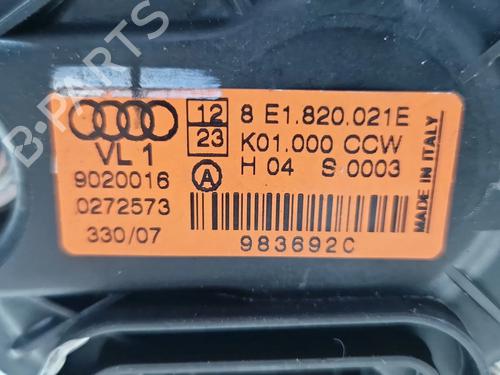 B-PARTS
12 8 E1.820.021E
23 K01.000 CCW
VL 1 A H 04 S 0003
9020016
0272573
330/07
983692C
MADE IN ITALY